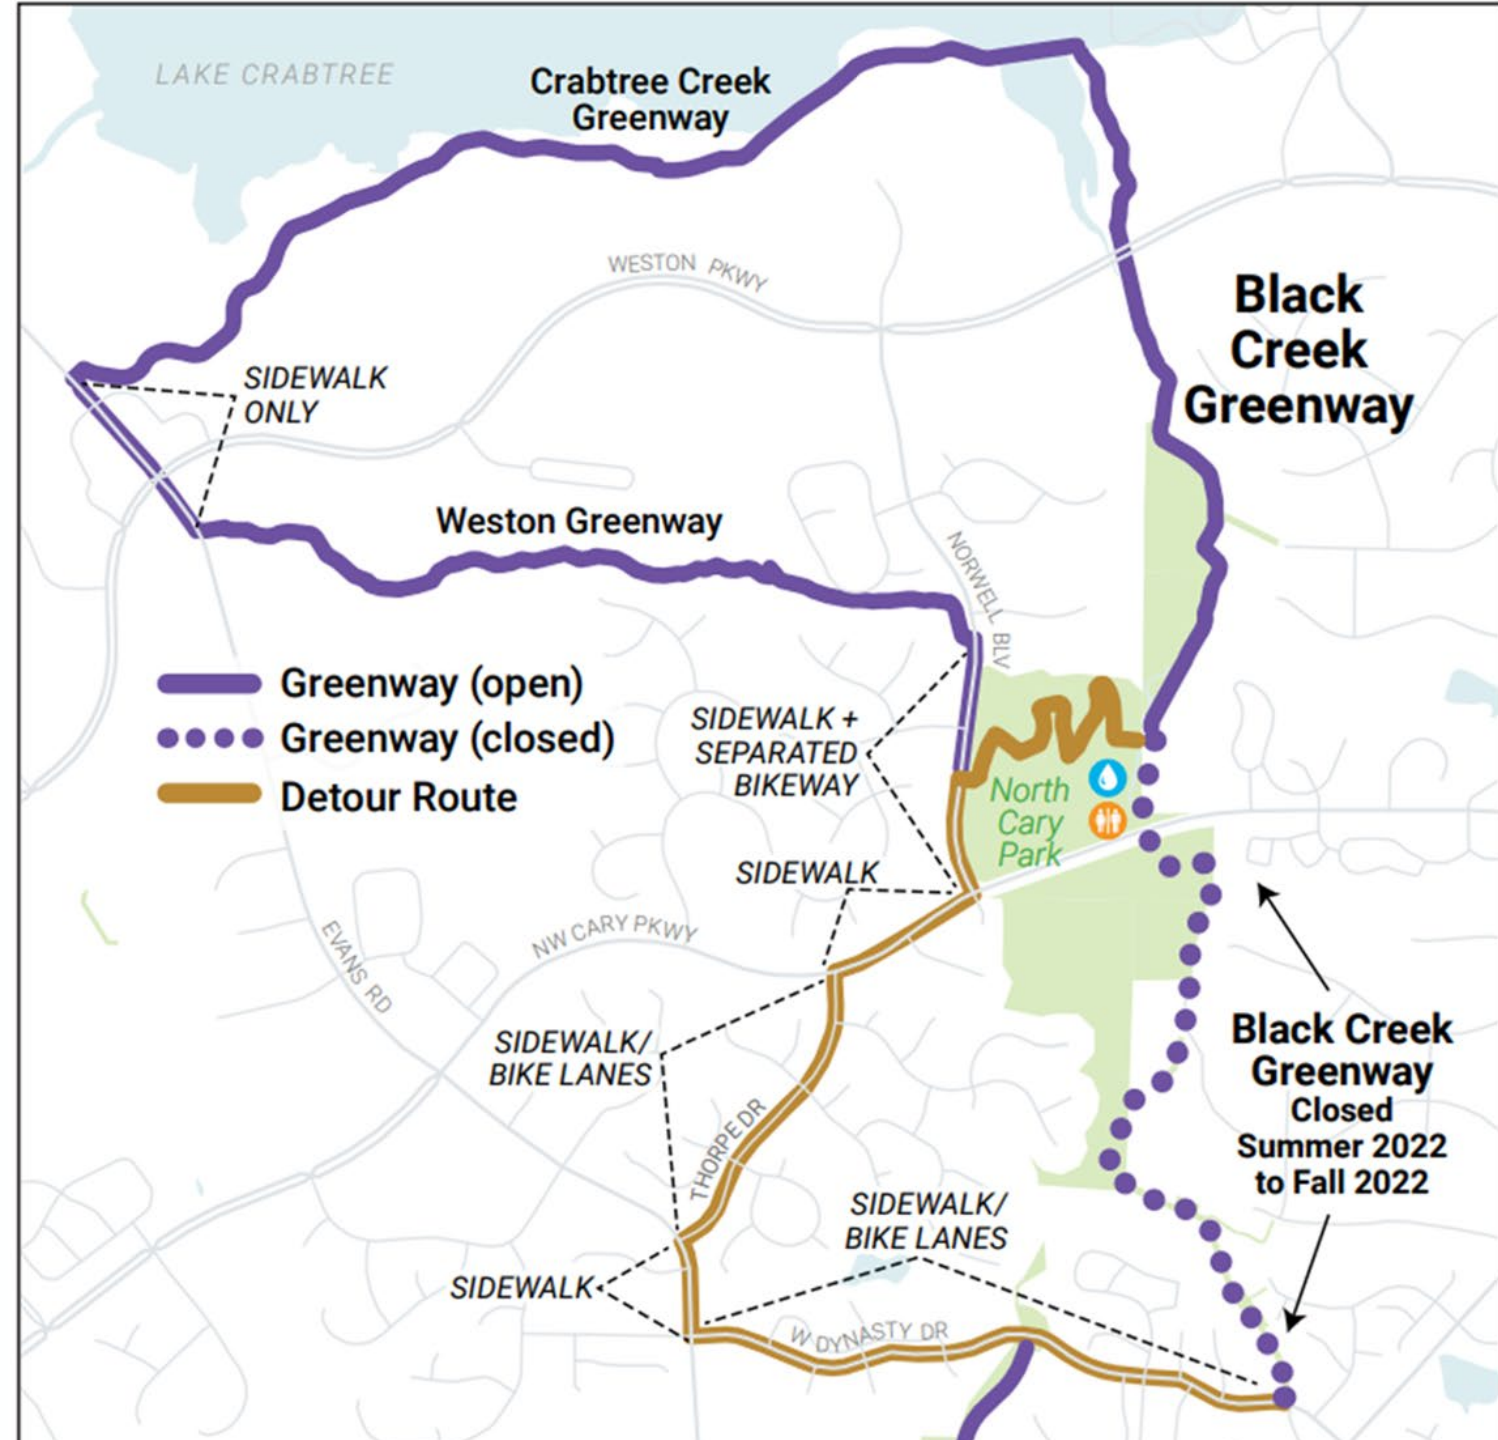 LAKE CRABTREE
Crabtree Creek
Greenway
WESTON PKWY
Black
Creek
Greenway
SIDEWALK
ONLY
Weston Greenway
NORWELL BLV
Greenway (open)
Greenway (closed)
Detour Route
SIDEWALK +
SEPARATED
BIKEWAY
North
Cary
Park
SIDEWALK
NW CARY PKWY
EVANS RD
SIDEWALK/
BIKE LANES
Black Creek
Greenway
Closed
Summer 2022
to Fall 2022
THORPE DR
SIDEWALK/
BIKE LANES
SIDEWALK
W DYNASTY DR